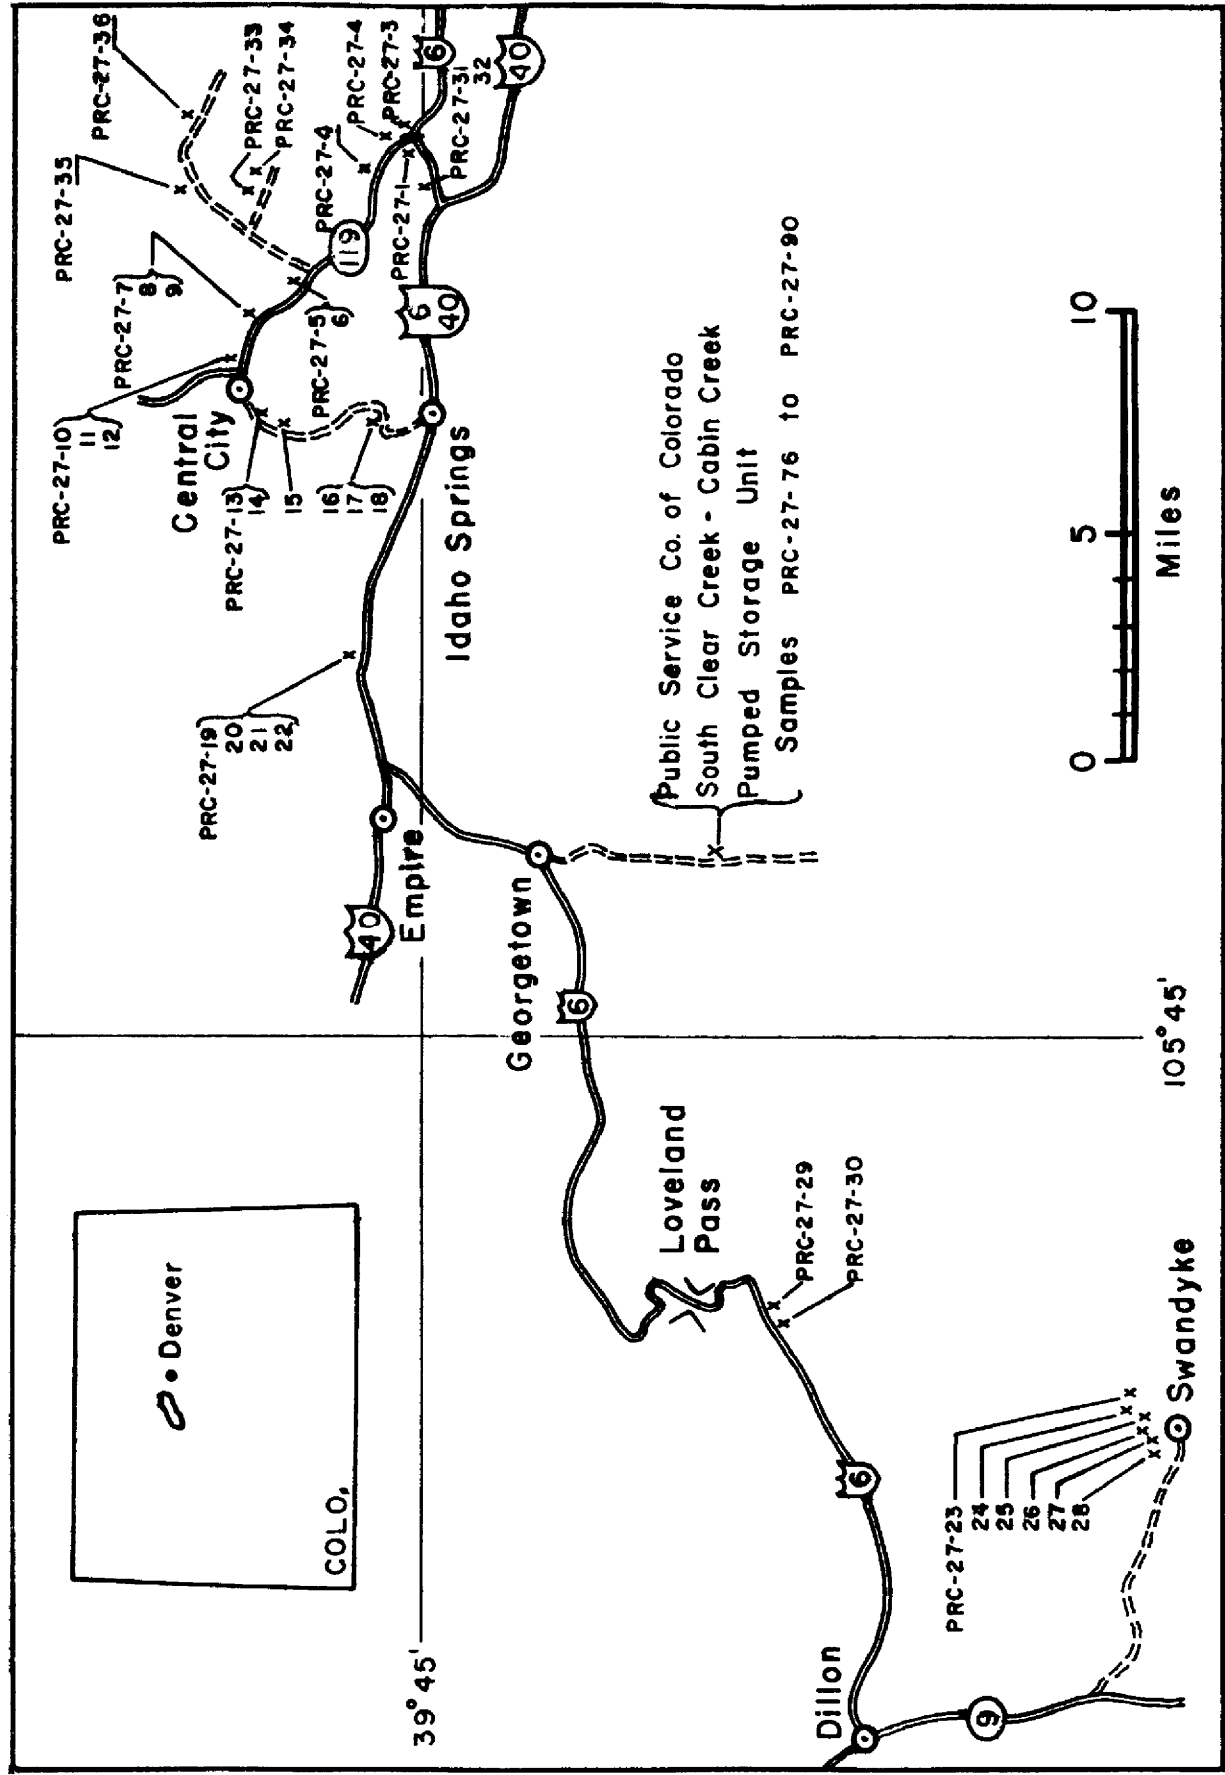 COLO.
Denver
39° 45'
105° 45'
Dillon
9
6
Swandyke
PRC-27-23
24
25
26
27
28
PRC-27-29
PRC-27-30
Loveland
Pass
6
Georgetown
40
Empire
PRC-27-19
20
21
22
Idaho Springs
Central
City
PRC-27-10
11
12
PRC-27-13
14
15
16
17
18
PRC-27-7
8
9
PRC-27-5
6
PRC-27-35
PRC-27-36
PRC-27-33
PRC-27-34
119
PRC-27-4
PRC-27-4
PRC-27-3
PRC-27-1
PRC-27-31
32
6
40
6
40
Public Service Co. of Colorado
South Clear Creek - Cabin Creek
Pumped Storage Unit
Samples PRC-27-76 to PRC-27-90
0 5 10
Miles